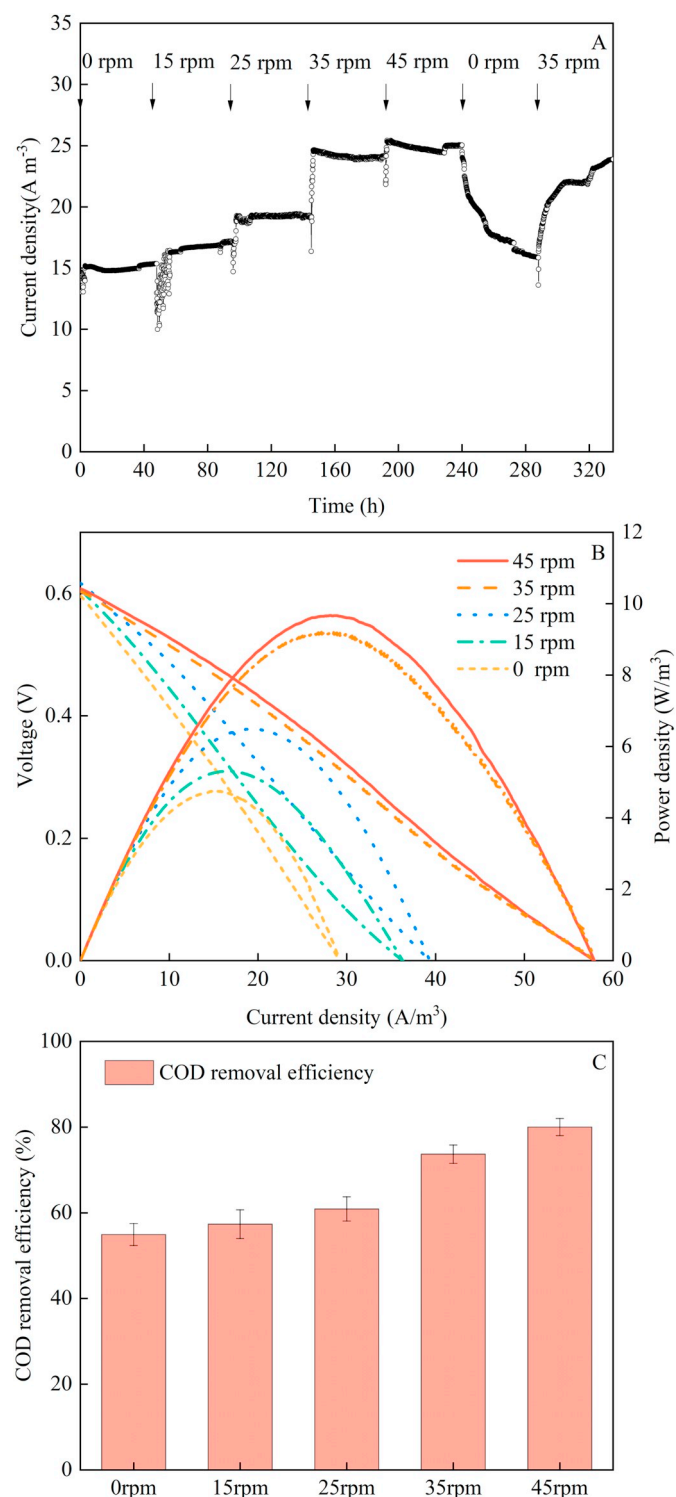 35
A
0 rpm 15 rpm 25 rpm 35 rpm 45 rpm 0 rpm 35 rpm
30
25
20
15
10
5
0
Current density(A m⁻³)
0 40 80 120 160 200 240 280 320
Time (h)
B
45 rpm
35 rpm
25 rpm
15 rpm
0 rpm
0.6
0.4
0.2
0.0
Voltage (V)
12
10
8
6
4
2
0
Power density (W/m³)
0 10 20 30 40 50 60
Current density (A/m³)
100
C
COD removal efficiency
80
60
40
20
0
COD removal efficiency (%)
0rpm 15rpm 25rpm 35rpm 45rpm